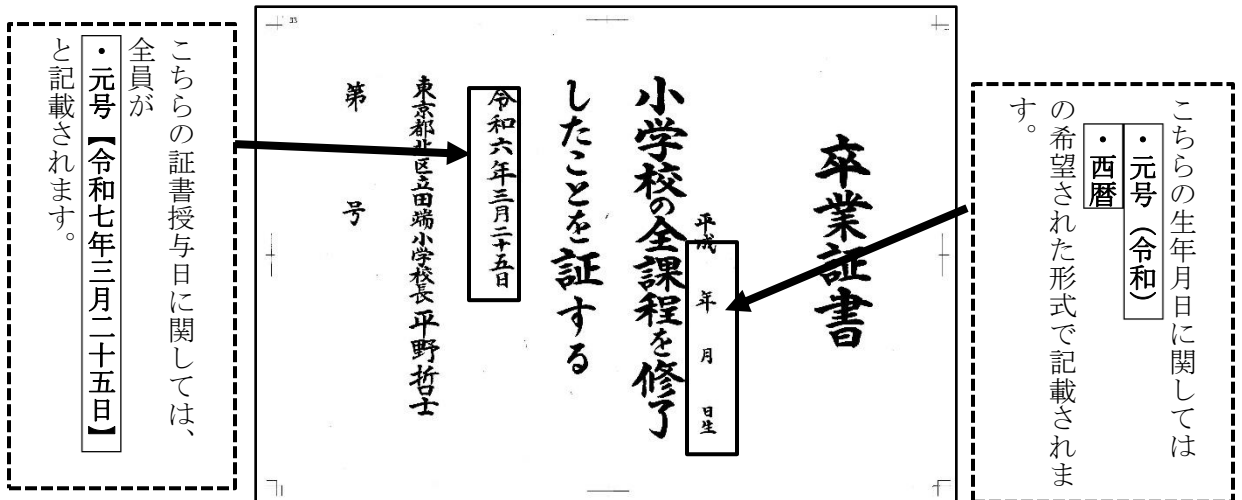 こちらの生年月日に関しては
・元号（令和）
・西暦
の希望された形式で記載されま
す。
33
卒業証書
平成　年　月　日生
小学校の全課程を修了
したことを証する
令和六年三月二十五日
東京都北区立田端小学校長 平野哲士
第　号
こちらの証書授与日に関しては、
全員が
・元号【令和七年三月二十五日】
と記載されます。